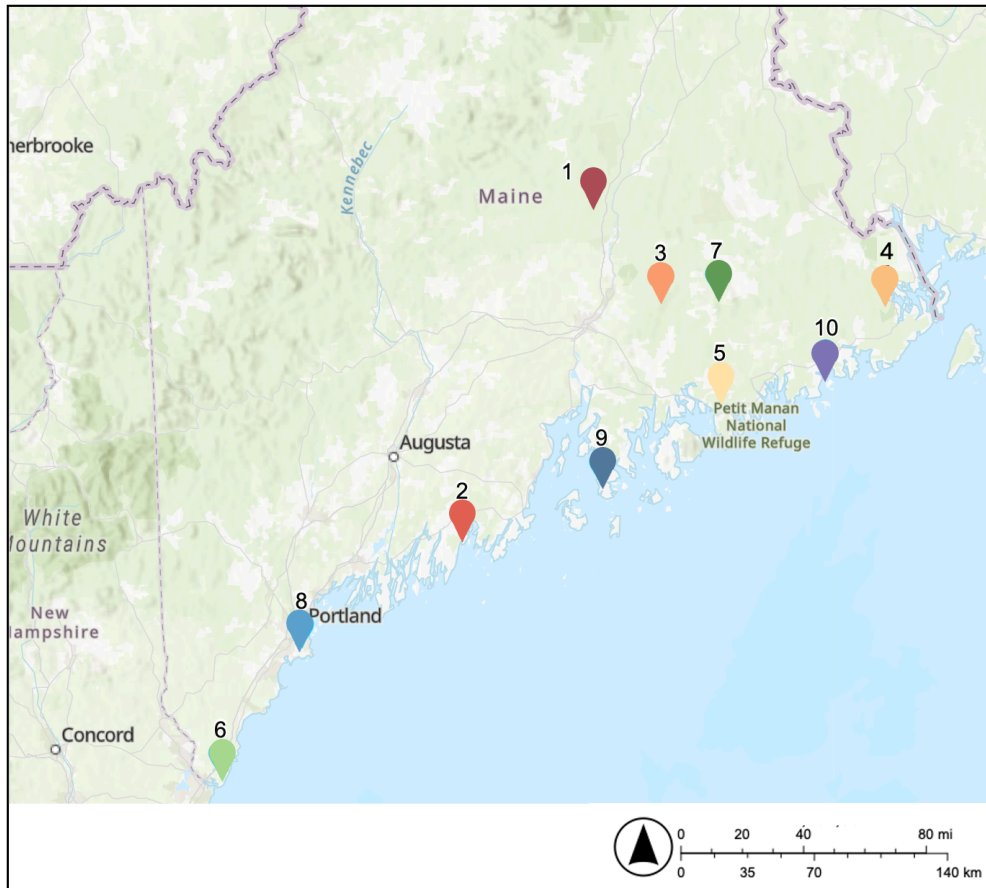 herbrooke
Kennebec
1
Maine
3
7
4
10
5
Petit Manan
National
Wildlife Refuge
Augusta
9
2
White
Mountains
8
Portland
New
Hampshire
6
Concord
0 20 40 80 mi
0 35 70 140 km